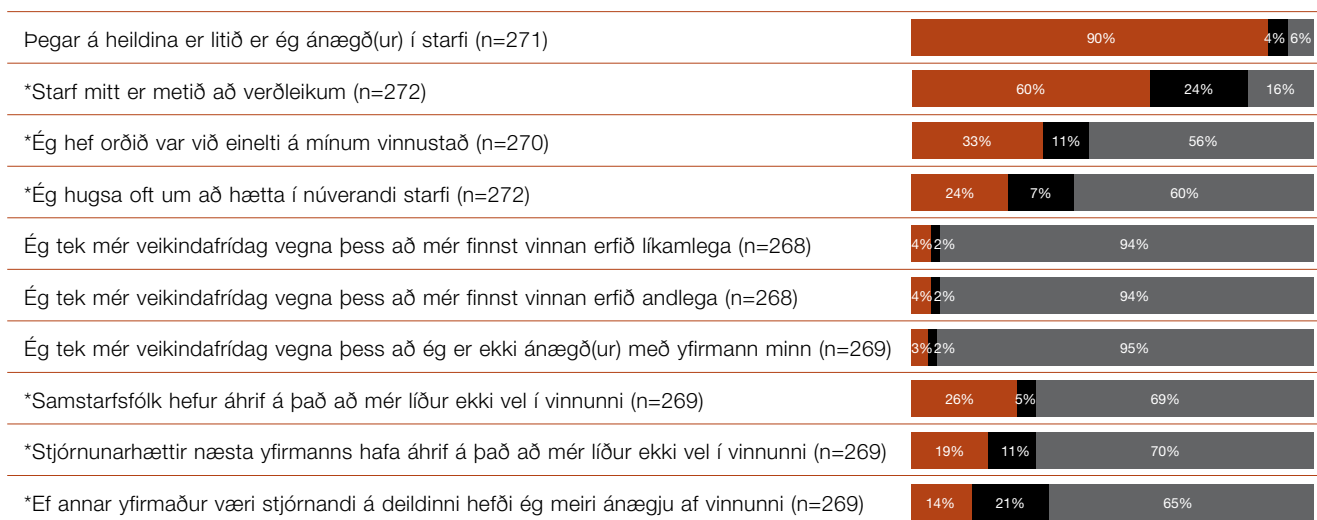 Þegar á heildina er litið er ég ánægð(ur) í starfi (n=271) 90% 4% 6%
*Starf mitt er metið að verðleikum (n=272) 60% 24% 16%
*Ég hef orðið var við einelti á mínum vinnustað (n=270) 33% 11% 56%
*Ég hugsa oft um að hætta í núverandi starfi (n=272) 24% 7% 60%
Ég tek mér veikindafrídag vegna þess að mér finnst vinnan erfið líkamlega (n=268) 4% 2% 94%
Ég tek mér veikindafrídag vegna þess að mér finnst vinnan erfið andlega (n=268) 4% 2% 94%
Ég tek mér veikindafrídag vegna þess að ég er ekki ánægð(ur) með yfirmann minn (n=269) 3% 2% 95%
*Samstarfsfólk hefur áhrif á það að mér líður ekki vel í vinnunni (n=269) 26% 5% 69%
*Stjórnunarhættir næsta yfirmanns hafa áhrif á það að mér líður ekki vel í vinnunni (n=269) 19% 11% 70%
*Ef annar yfirmaður væri stjórnandi á deildinni hefði ég meiri ánægju af vinnunni (n=269) 14% 21% 65%